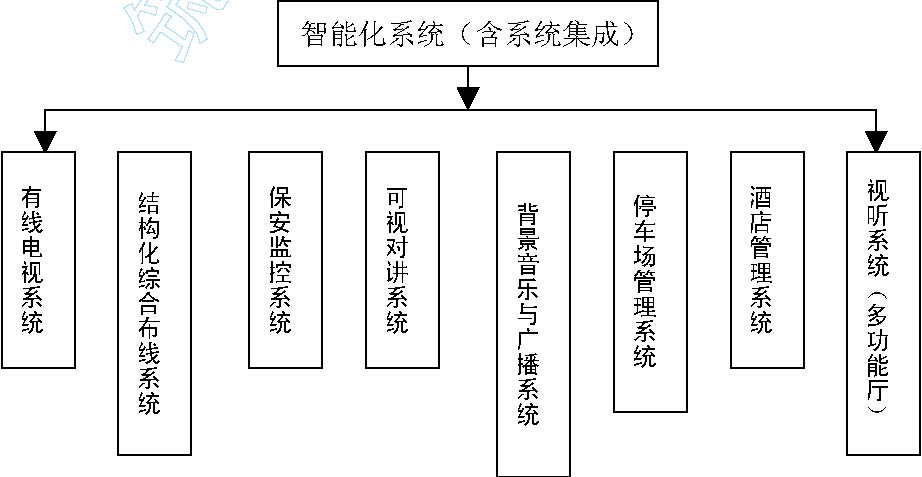 智能化系统（含系统集成）
有线电视系统
结构化综合布线系统
保安监控系统
可视对讲系统
背景音乐与广播系统
停车场管理系统
酒店管理系统
视听系统（多功能厅）